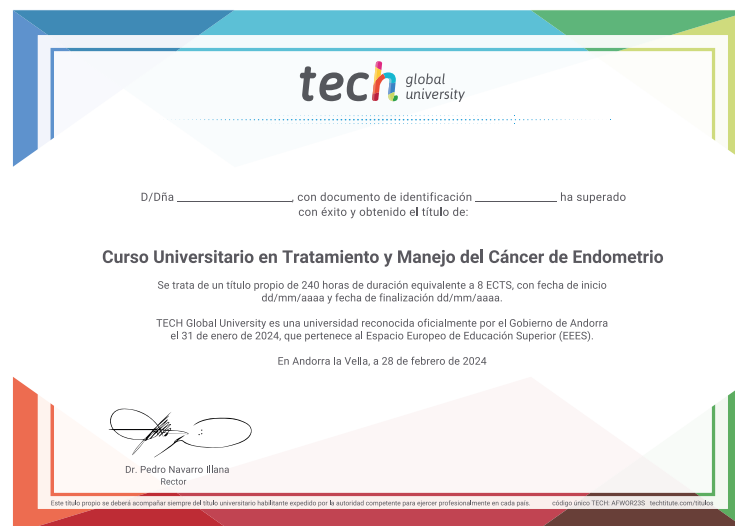 tech global university
D/Dña ____________________, con documento de identificación ______________ ha superado
con éxito y obtenido el título de:
Curso Universitario en Tratamiento y Manejo del Cáncer de Endometrio
Se trata de un título propio de 240 horas de duración equivalente a 8 ECTS, con fecha de inicio
dd/mm/aaaa y fecha de finalización dd/mm/aaaa.
TECH Global University es una universidad reconocida oficialmente por el Gobierno de Andorra
el 31 de enero de 2024, que pertenece al Espacio Europeo de Educación Superior (EEES).
En Andorra la Vella, a 28 de febrero de 2024
Dr. Pedro Navarro Illana
Rector
Este título propio se deberá acompañar siempre del título universitario habilitante expedido por la autoridad competente para ejercer profesionalmente en cada país. código único TECH: AFWOR23S techtitute.com/titulos